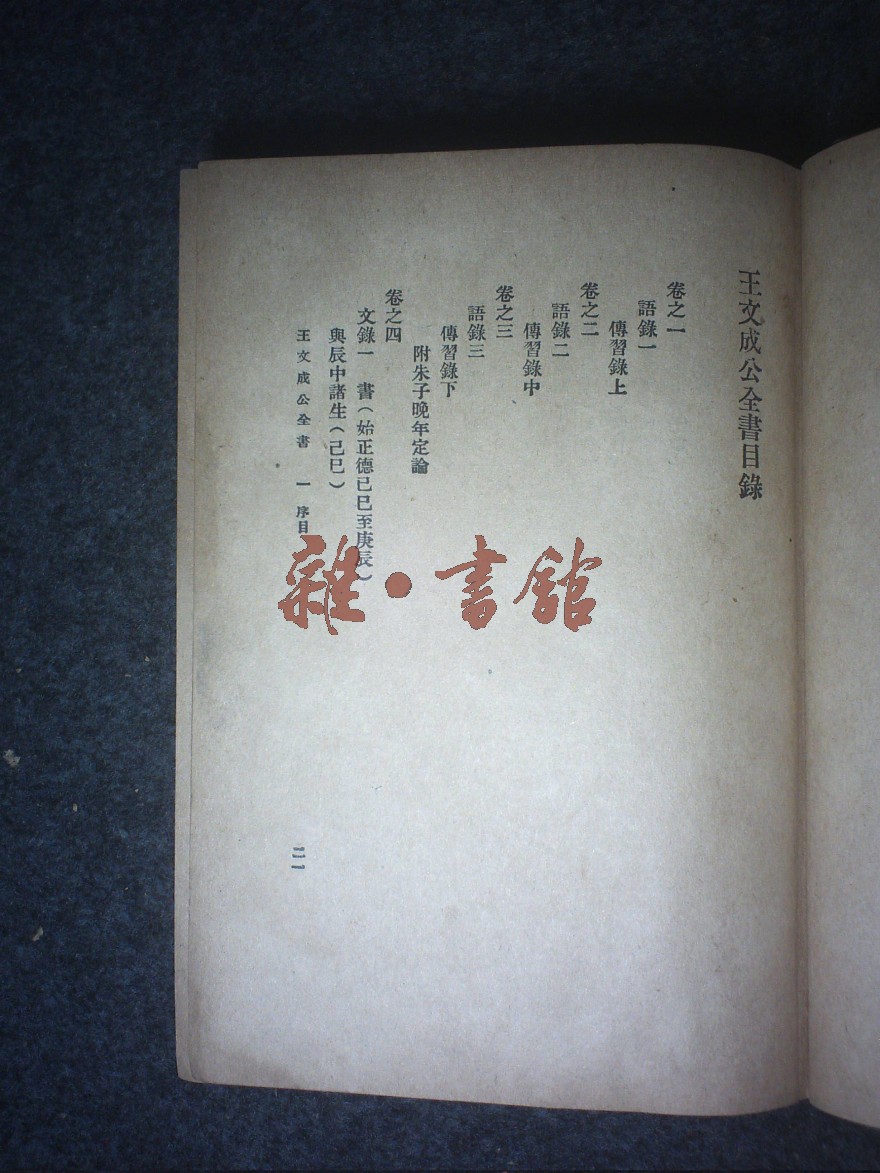 王文成公全書目錄
卷之一
語錄一
傳習錄上
卷之二
語錄二
傳習錄中
卷之三
語錄三
傳習錄下
附朱子晚年定論
卷之四
文錄一　書(始正德己巳至庚辰)
與辰中諸生(己巳)
王文成公全書　一　序目
二一
雜·書館